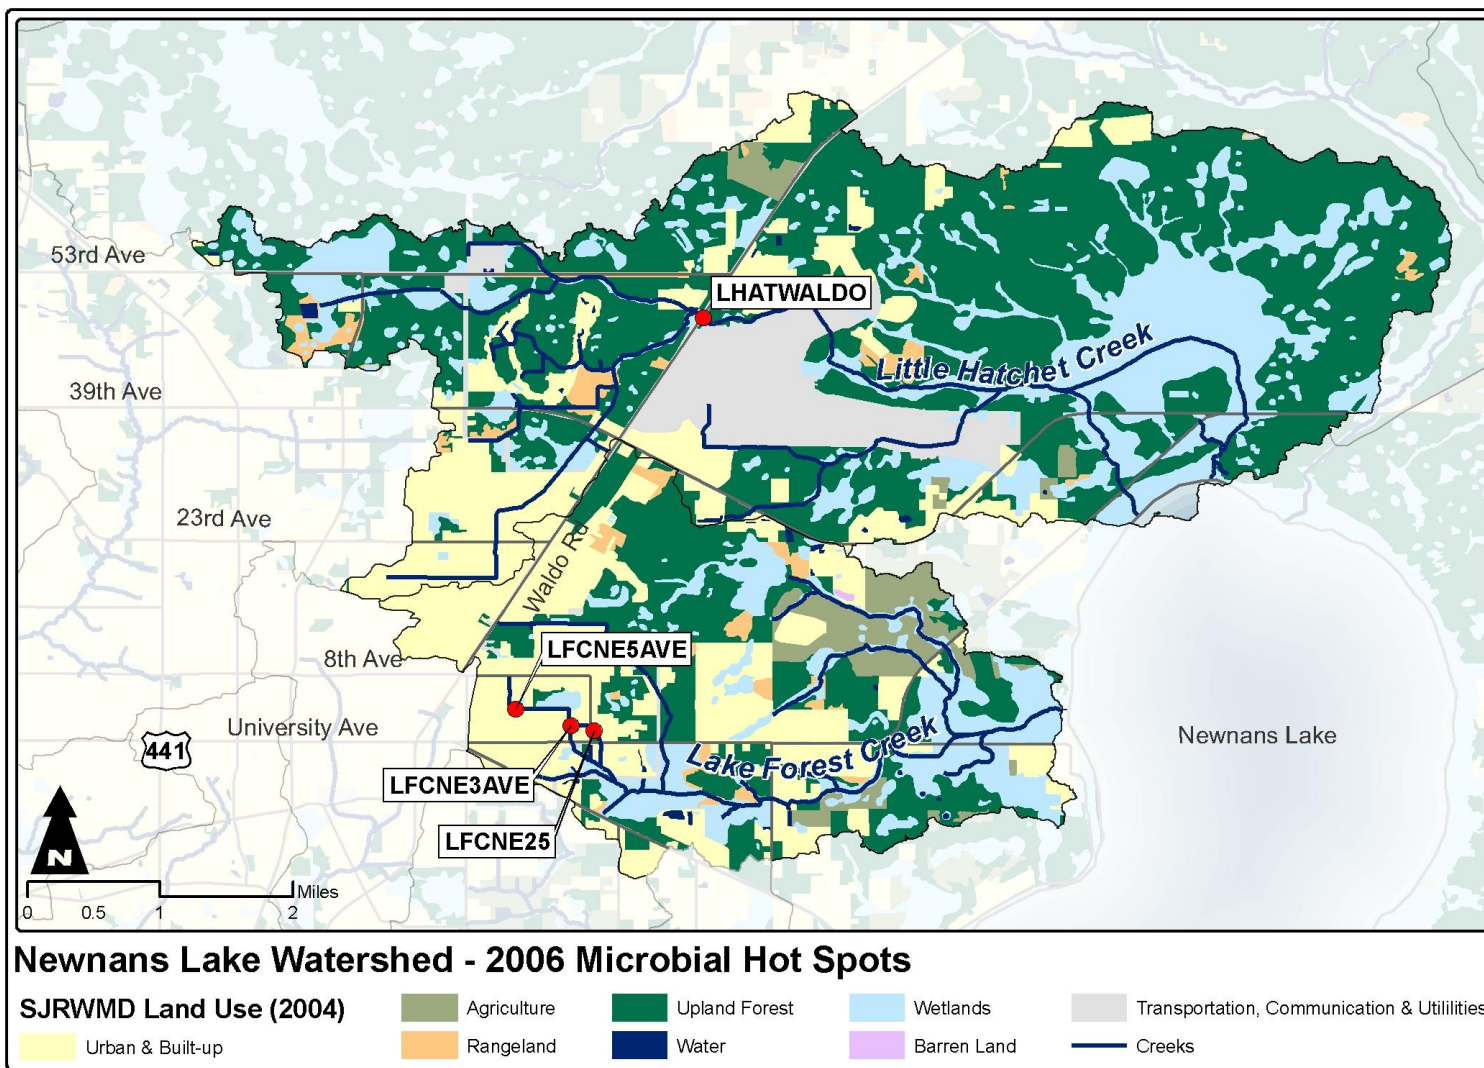 53rd Ave
LHATWALDO
Little Hatchet Creek
39th Ave
23rd Ave
Waldo Rd
LFCNE5AVE
8th Ave
University Ave
441
Lake Forest Creek
Newnans Lake
LFCNE3AVE
LFCNE25
N
Miles
0 0.5 1 2
Newnans Lake Watershed - 2006 Microbial Hot Spots
SJRWMD Land Use (2004)
Agriculture
Upland Forest
Wetlands
Transportation, Communication & Utililities
Urban & Built-up
Rangeland
Water
Barren Land
Creeks